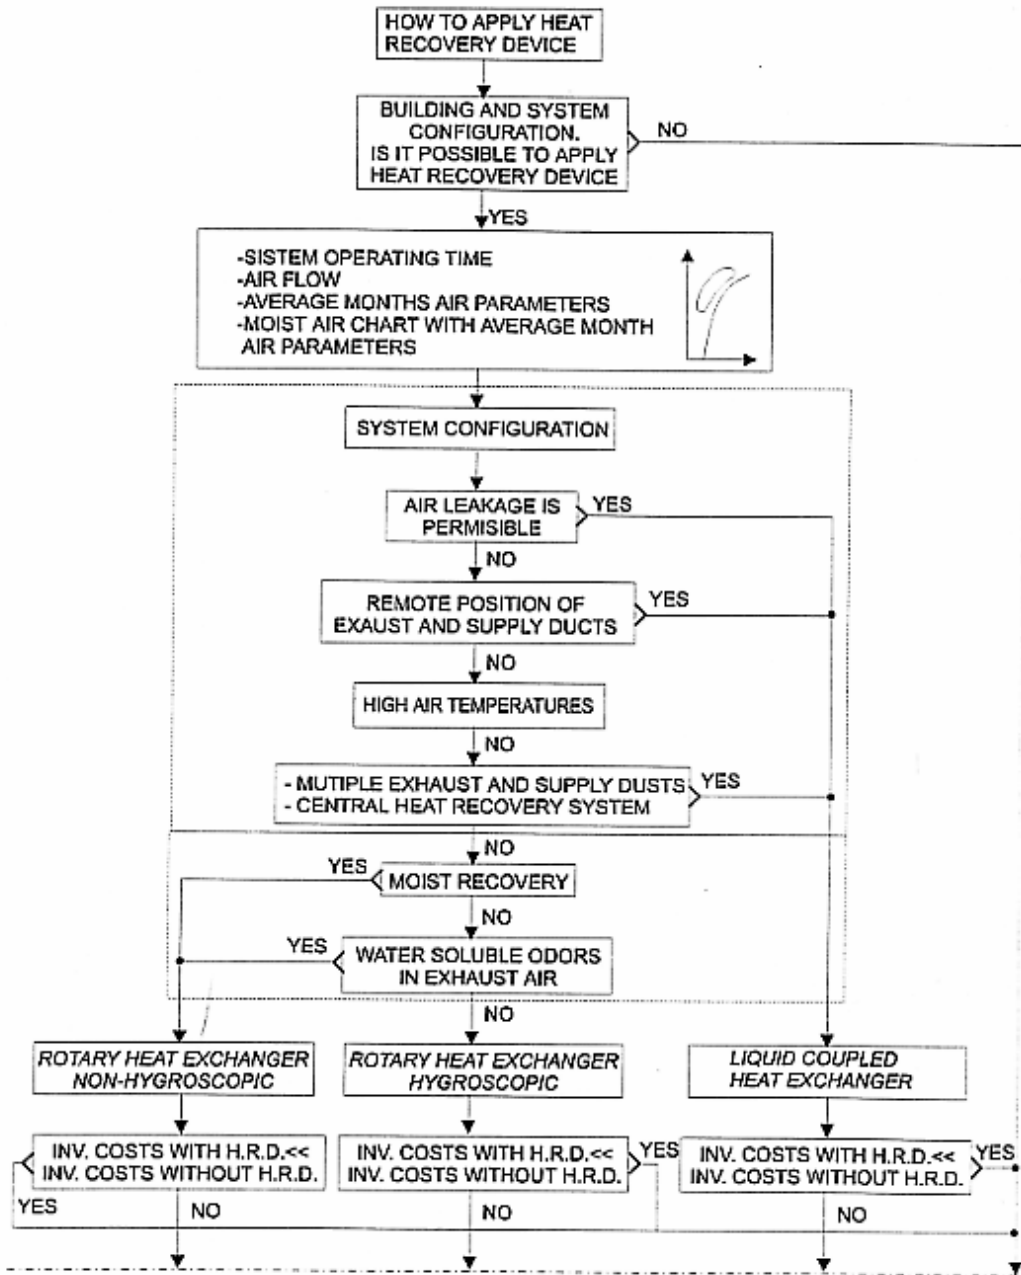 HOW TO APPLY HEAT
RECOVERY DEVICE
BUILDING AND SYSTEM
CONFIGURATION.
IS IT POSSIBLE TO APPLY
HEAT RECOVERY DEVICE
NO
YES
-SISTEM OPERATING TIME
-AIR FLOW
-AVERAGE MONTHS AIR PARAMETERS
-MOIST AIR CHART WITH AVERAGE MONTH
AIR PARAMETERS
SYSTEM CONFIGURATION
AIR LEAKAGE IS
PERMISIBLE
YES
NO
REMOTE POSITION OF
EXAUST AND SUPPLY DUCTS
YES
NO
HIGH AIR TEMPERATURES
NO
- MUTIPLE EXHAUST AND SUPPLY DUSTS
- CENTRAL HEAT RECOVERY SYSTEM
YES
NO
YES
MOIST RECOVERY
NO
YES
WATER SOLUBLE ODORS
IN EXHAUST AIR
NO
ROTARY HEAT EXCHANGER
NON-HYGROSCOPIC
ROTARY HEAT EXCHANGER
HYGROSCOPIC
LIQUID COUPLED
HEAT EXCHANGER
INV. COSTS WITH H.R.D.<<
INV. COSTS WITHOUT H.R.D.
YES
NO
INV. COSTS WITH H.R.D.<<
INV. COSTS WITHOUT H.R.D.
YES
NO
INV. COSTS WITH H.R.D.<<
INV. COSTS WITHOUT H.R.D.
YES
NO